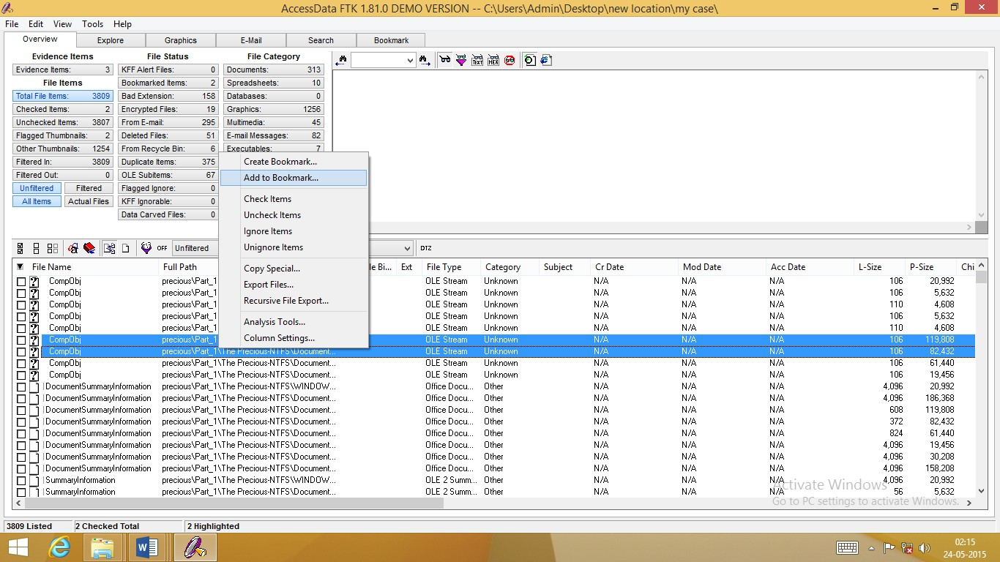 AccessData FTK 1.81.0 DEMO VERSION -- C:\Users\Admin\Desktop\new location\my case\
File Edit View Tools Help
Overview Explore Graphics E-Mail Search Bookmark
Evidence Items File Status File Category
Evidence Items: 3 KFF Alert Files: 0 Documents: 313
File Items Bookmarked Items: 2 Spreadsheets: 10
Total File Items: 3809 Bad Extension: 158 Databases: 0
Checked Items: 2 Encrypted Files: 19 Graphics: 1256
Unchecked Items: 3807 From E-mail: 295 Multimedia: 45
Flagged Thumbnails: 2 Deleted Files: 51 E-mail Messages: 82
Other Thumbnails: 1254 From Recycle Bin: 6 Executables: 7
Filtered In: 3809 Duplicate Items: 375
Filtered Out: 0 OLE Subitems: 67
Unfiltered Filtered Flagged Ignore: 0
All Items Actual Files KFF Ignorable: 0
Data Carved Files: 0
TEXT HEX
Create Bookmark...
Add to Bookmark...
Check Items
Uncheck Items
Ignore Items
Unignore Items
Copy Special...
Export Files...
Recursive File Export...
Analysis Tools...
Column Settings...
OFF Unfiltered DTZ
File Name Full Path le Bi... Ext File Type Category Subject Cr Date Mod Date Acc Date L-Size P-Size Chi
CompObj precious\Part_1 OLE Stream Unknown N/A N/A N/A 106 20,992
CompObj precious\Part_1 OLE Stream Unknown N/A N/A N/A 106 5,632
CompObj precious\Part_1 OLE Stream Unknown N/A N/A N/A 110 4,608
CompObj precious\Part_1 OLE Stream Unknown N/A N/A N/A 106 5,632
CompObj precious\Part_1 OLE Stream Unknown N/A N/A N/A 110 4,608
CompObj precious\Part_1 OLE Stream Unknown N/A N/A N/A 106 119,808
CompObj precious\Part_1\The Precious-NTFS\Document... OLE Stream Unknown N/A N/A N/A 106 82,432
CompObj precious\Part_1\The Precious-NTFS\Document... OLE Stream Unknown N/A N/A N/A 106 61,440
CompObj precious\Part_1\The Precious-NTFS\Document... OLE Stream Unknown N/A N/A N/A 106 19,456
|DocumentSummaryInformation precious\Part_1\The Precious-NTFS\WINDOW... Office Docu... Other N/A N/A N/A 4,096 20,992
|DocumentSummaryInformation precious\Part_1\The Precious-NTFS\Document... Office Docu... Other N/A N/A N/A 4,096 186,368
|DocumentSummaryInformation precious\Part_1\The Precious-NTFS\Document... Office Docu... Other N/A N/A N/A 608 119,808
|DocumentSummaryInformation precious\Part_1\The Precious-NTFS\Document... Office Docu... Other N/A N/A N/A 372 82,432
|DocumentSummaryInformation precious\Part_1\The Precious-NTFS\Document... Office Docu... Other N/A N/A N/A 824 61,440
|DocumentSummaryInformation precious\Part_1\The Precious-NTFS\Document... Office Docu... Other N/A N/A N/A 4,096 19,456
|DocumentSummaryInformation precious\Part_1\The Precious-NTFS\Document... Office Docu... Other N/A N/A N/A 4,096 30,208
|DocumentSummaryInformation precious\Part_1\The Precious-NTFS\Document... Office Docu... Other N/A N/A N/A 4,096 158,208
|SummaryInformation precious\Part_1\The Precious-NTFS\WINDOW... OLE 2 Summ... Other N/A N/A N/A 4,096 20,992
|SummaryInformation precious\Part_1\The Precious-NTFS\Document... OLE 2 Summ... Other N/A N/A N/A 56 5,632
Activate Windows
Go to PC settings to activate Windows.
3809 Listed 2 Checked Total 2 Highlighted
02:15
24-05-2015